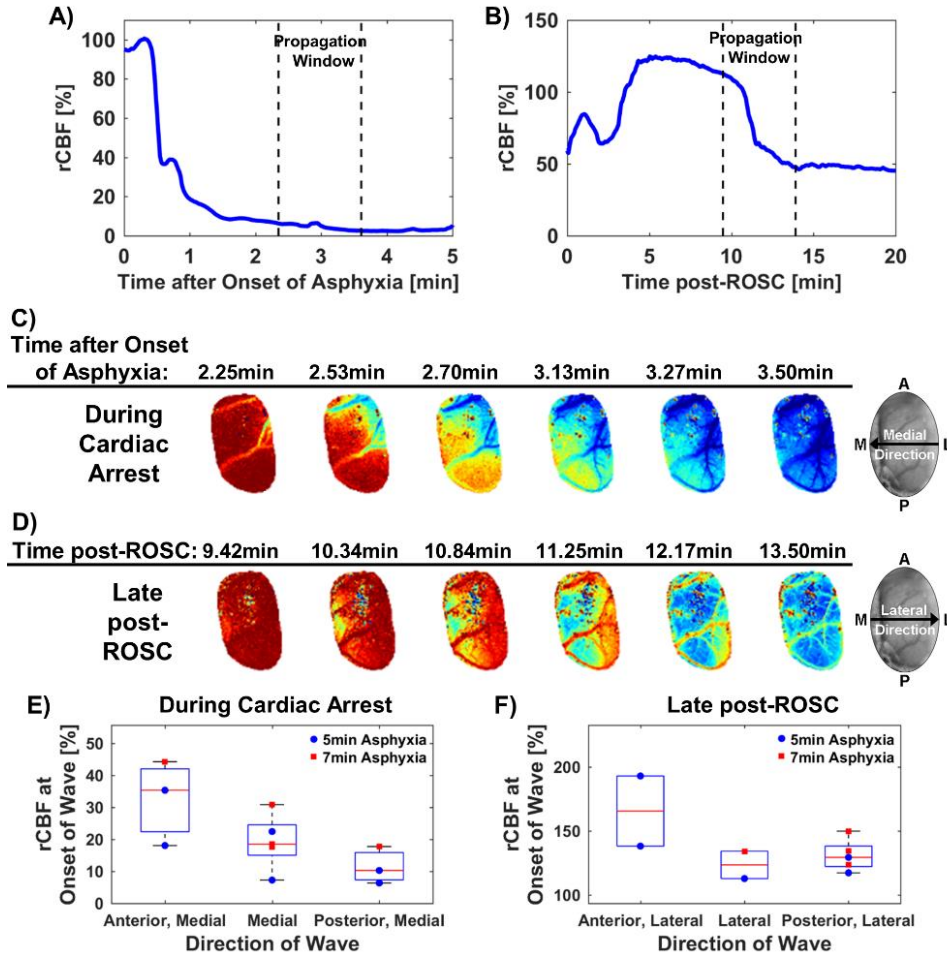 A)
rCBF [%]
100
80
60
40
20
0
Propagation
Window
0 1 2 3 4 5
Time after Onset of Asphyxia [min]
B)
rCBF [%]
150
100
50
0
Propagation
Window
0 5 10 15 20
Time post-ROSC [min]
C)
Time after Onset
of Asphyxia: 2.25min 2.53min 2.70min 3.13min 3.27min 3.50min
During
Cardiac
Arrest
A
M Medial L
Direction
P
D)
Time post-ROSC: 9.42min 10.34min 10.84min 11.25min 12.17min 13.50min
Late
post-
ROSC
A
M Lateral L
Direction
P
E) During Cardiac Arrest
rCBF at
Onset of Wave [%]
50
40
30
20
10
0
5min Asphyxia
7min Asphyxia
Anterior, Medial Medial Posterior, Medial
Direction of Wave
F) Late post-ROSC
rCBF at
Onset of Wave [%]
200
150
100
5min Asphyxia
7min Asphyxia
Anterior, Lateral Lateral Posterior, Lateral
Direction of Wave